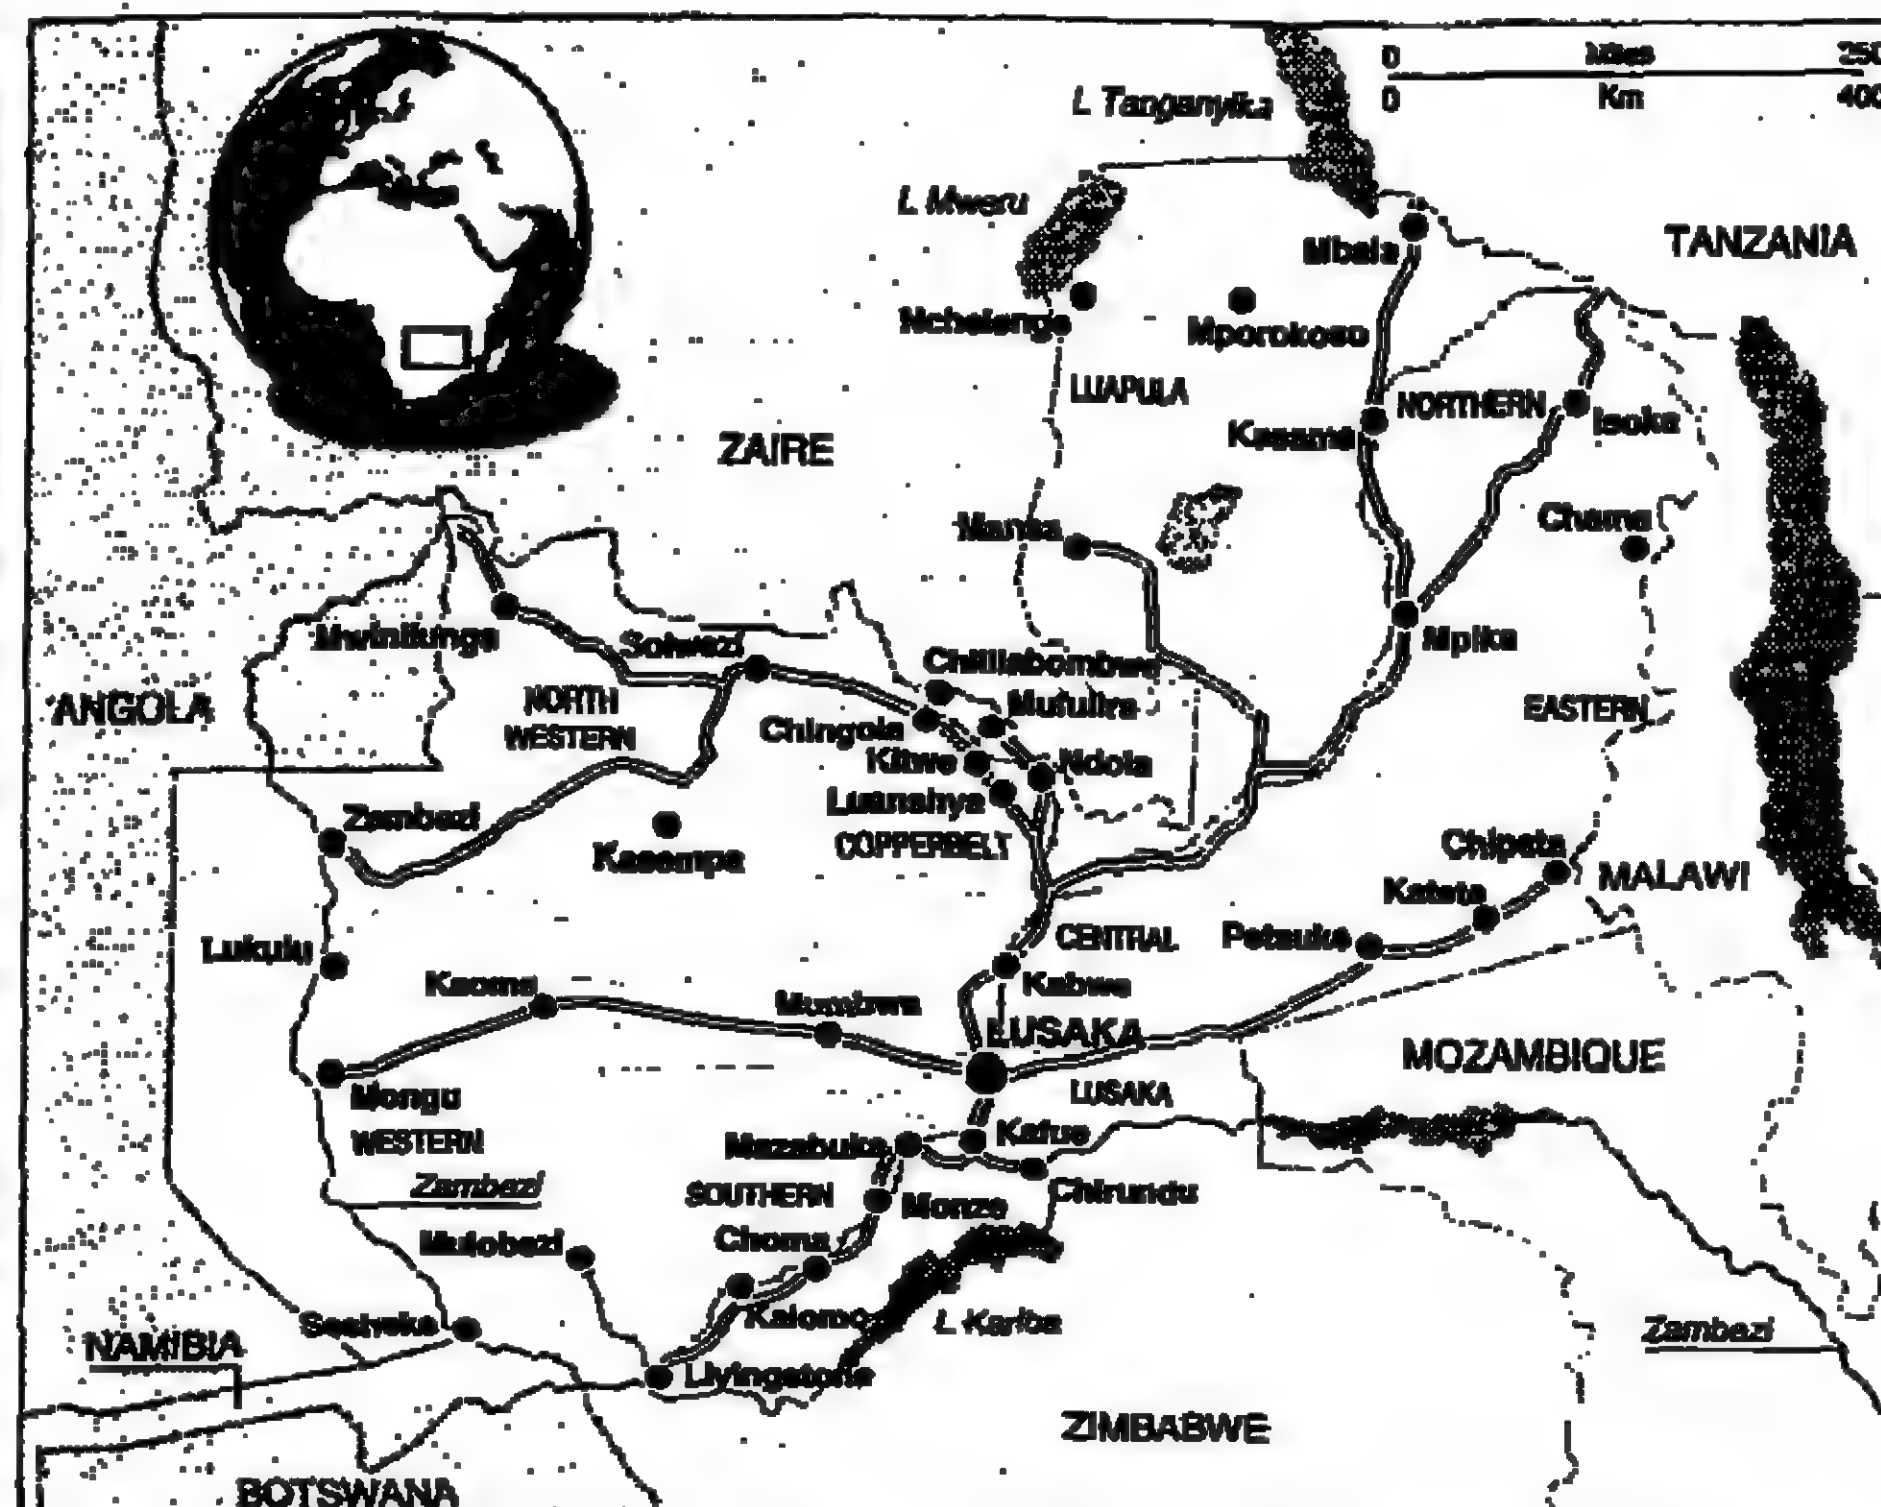 0 Miles 250
0 Km 400
L Tanganyika
L Mweru
TANZANIA
Mbala
Nchelenge
Mporokoso
LUAPULA
NORTHERN
Isoka
Kasama
ZAIRE
Mansa
Chama
Mwinilunga
Solwezi
Mpika
Chililabombwe
NORTH
WESTERN
Mufulira
EASTERN
ANGOLA
Chingola
Kitwe
Ndola
Luanshya
Zambezi
COPPERBELT
Kasempa
Chipata
MALAWI
Katete
Lukulu
CENTRAL
Petauke
Kaoma
Kabwe
Mumbwa
LUSAKA
MOZAMBIQUE
Mongu
LUSAKA
WESTERN
Mazabuka
Kafue
Zambezi
SOUTHERN
Chirundu
Monze
Mulobezi
Choma
Kalomo
L Kariba
Sesheke
Zambezi
NAMIBIA
Livingstone
ZIMBABWE
BOTSWANA